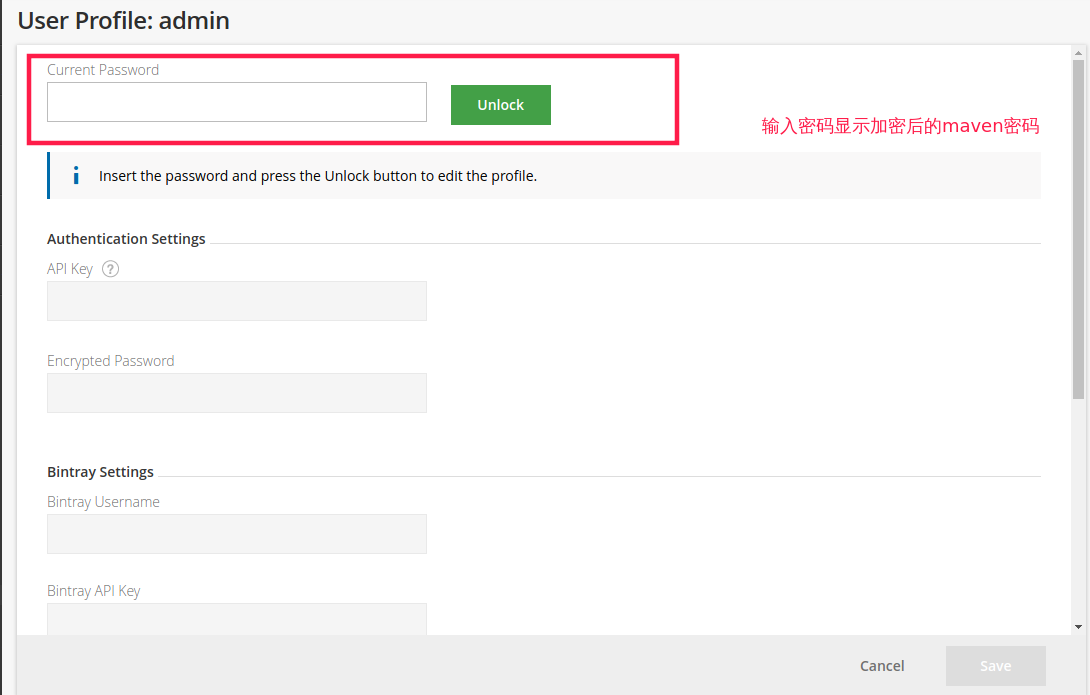 User Profile: admin
Current Password
Unlock
输入密码显示加密后的maven密码
i Insert the password and press the Unlock button to edit the profile.
Authentication Settings
API Key ?
Encrypted Password
Bintray Settings
Bintray Username
Bintray API Key
Cancel Save